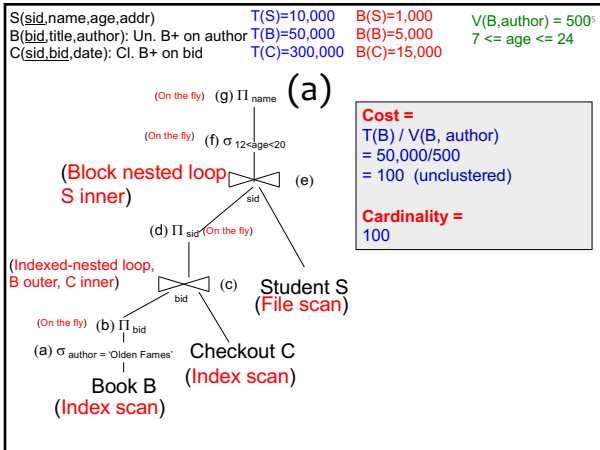 S(sid,name,age,addr) T(S)=10,000 B(S)=1,000 V(B,author) = 500 5
B(bid,title,author): Un. B+ on author T(B)=50,000 B(B)=5,000 7 <= age <= 24
C(sid,bid,date): Cl. B+ on bid T(C)=300,000 B(C)=15,000
(a)
(On the fly) (g) Π name
(On the fly) (f) σ 12<age<20
(Block nested loop
S inner) (e)
sid
(d) Π sid (On the fly)
(Indexed-nested loop,
B outer, C inner) (c)
bid
Student S
(File scan)
(On the fly) (b) Π bid
(a) σ author = 'Olden Fames'
Checkout C
(Index scan)
Book B
(Index scan)
Cost =
T(B) / V(B, author)
= 50,000/500
= 100 (unclustered)
Cardinality =
100